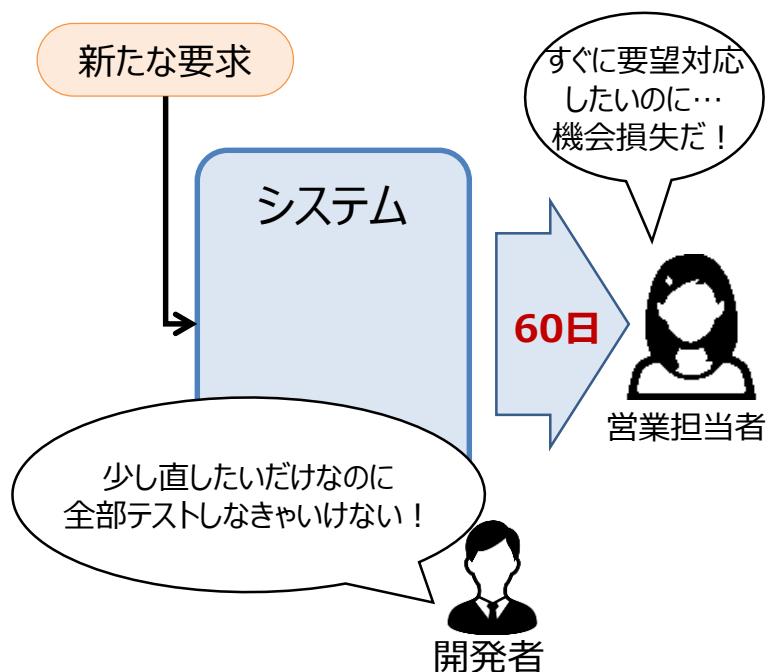 新たな要求
すぐに要望対応
したいのに…
機会損失だ！
システム
60日
営業担当者
少し直したいだけなのに
全部テストしなきゃいけない！
開発者